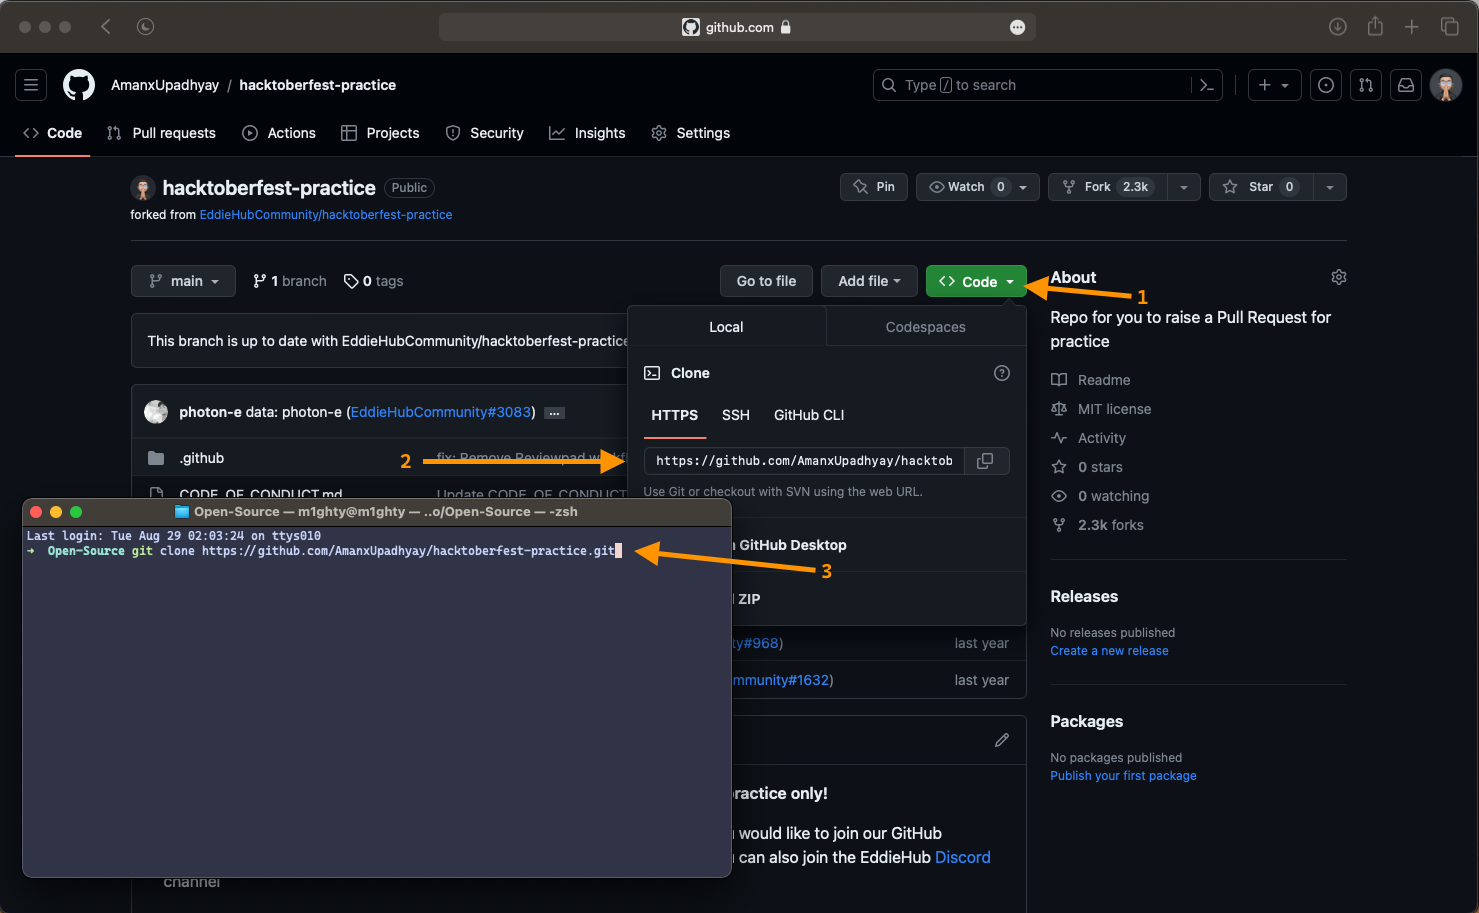 github.com
AmanxUpadhyay / hacktoberfest-practice
Type / to search
Code Pull requests Actions Projects Security Insights Settings
hacktoberfest-practice Public
Pin Watch 0 Fork 2.3k Star 0
forked from EddieHubCommunity/hacktoberfest-practice
main 1 branch 0 tags Go to file Add file Code
1
About
Repo for you to raise a Pull Request for
practice
Readme
MIT license
Activity
0 stars
0 watching
2.3k forks
Releases
No releases published
Create a new release
Packages
No packages published
Publish your first package
This branch is up to date with EddieHubCommunity/hacktoberfest-practice
photon-e data: photon-e (EddieHubCommunity#3083) ...
.github fix: Remove Reviewpad workfl
CODE_OF_CONDUCT.md Update CODE_OF_CONDUCT
Local Codespaces
Clone
HTTPS SSH GitHub CLI
2
https://github.com/AmanxUpadhyay/hacktob
Use Git or checkout with SVN using the web URL.
GitHub Desktop
ZIP
ty#968) last year
mmunity#1632) last year
Open-Source — m1ghty@m1ghty — ..o/Open-Source — -zsh
Last login: Tue Aug 29 02:03:24 on ttys010
➜ Open-Source git clone https://github.com/AmanxUpadhyay/hacktoberfest-practice.git
3
ractice only!
would like to join our GitHub
can also join the EddieHub Discord
channel